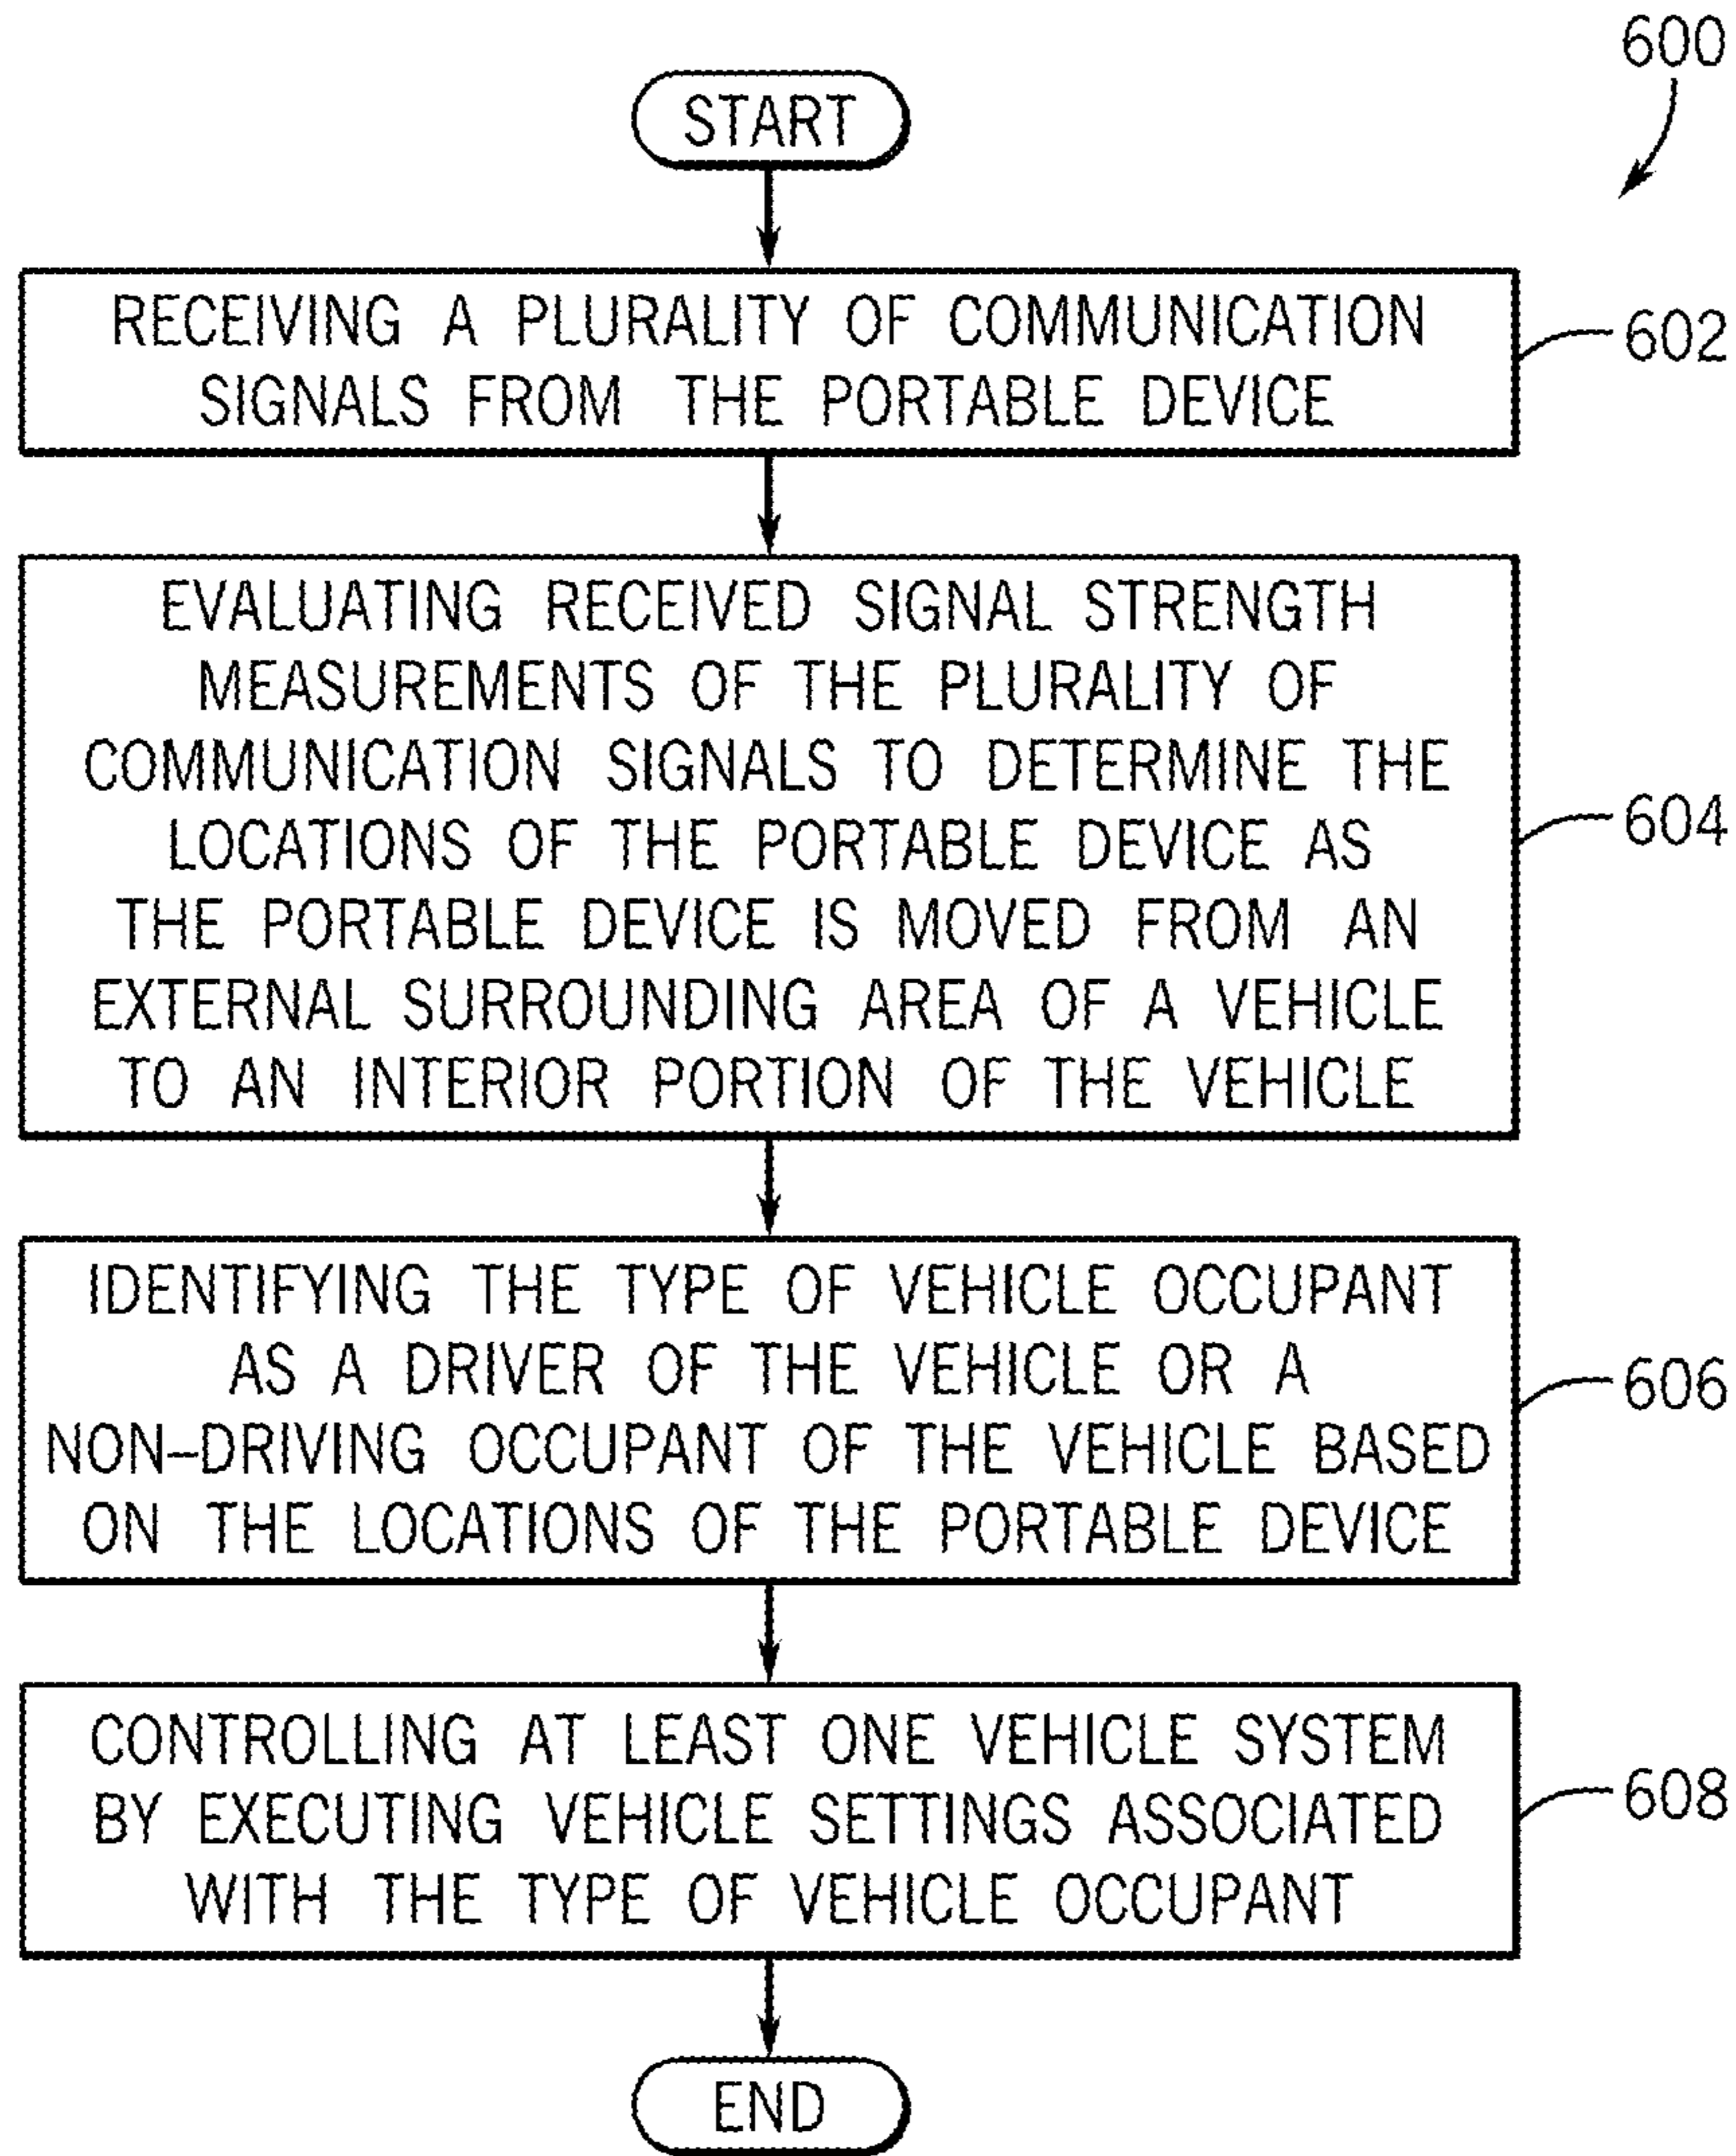 600
START
RECEIVING A PLURALITY OF COMMUNICATION
SIGNALS FROM THE PORTABLE DEVICE
602
EVALUATING RECEIVED SIGNAL STRENGTH
MEASUREMENTS OF THE PLURALITY OF
COMMUNICATION SIGNALS TO DETERMINE THE
LOCATIONS OF THE PORTABLE DEVICE AS
THE PORTABLE DEVICE IS MOVED FROM AN
EXTERNAL SURROUNDING AREA OF A VEHICLE
TO AN INTERIOR PORTION OF THE VEHICLE
604
IDENTIFYING THE TYPE OF VEHICLE OCCUPANT
AS A DRIVER OF THE VEHICLE OR A
NON-DRIVING OCCUPANT OF THE VEHICLE BASED
ON THE LOCATIONS OF THE PORTABLE DEVICE
606
CONTROLLING AT LEAST ONE VEHICLE SYSTEM
BY EXECUTING VEHICLE SETTINGS ASSOCIATED
WITH THE TYPE OF VEHICLE OCCUPANT
608
END